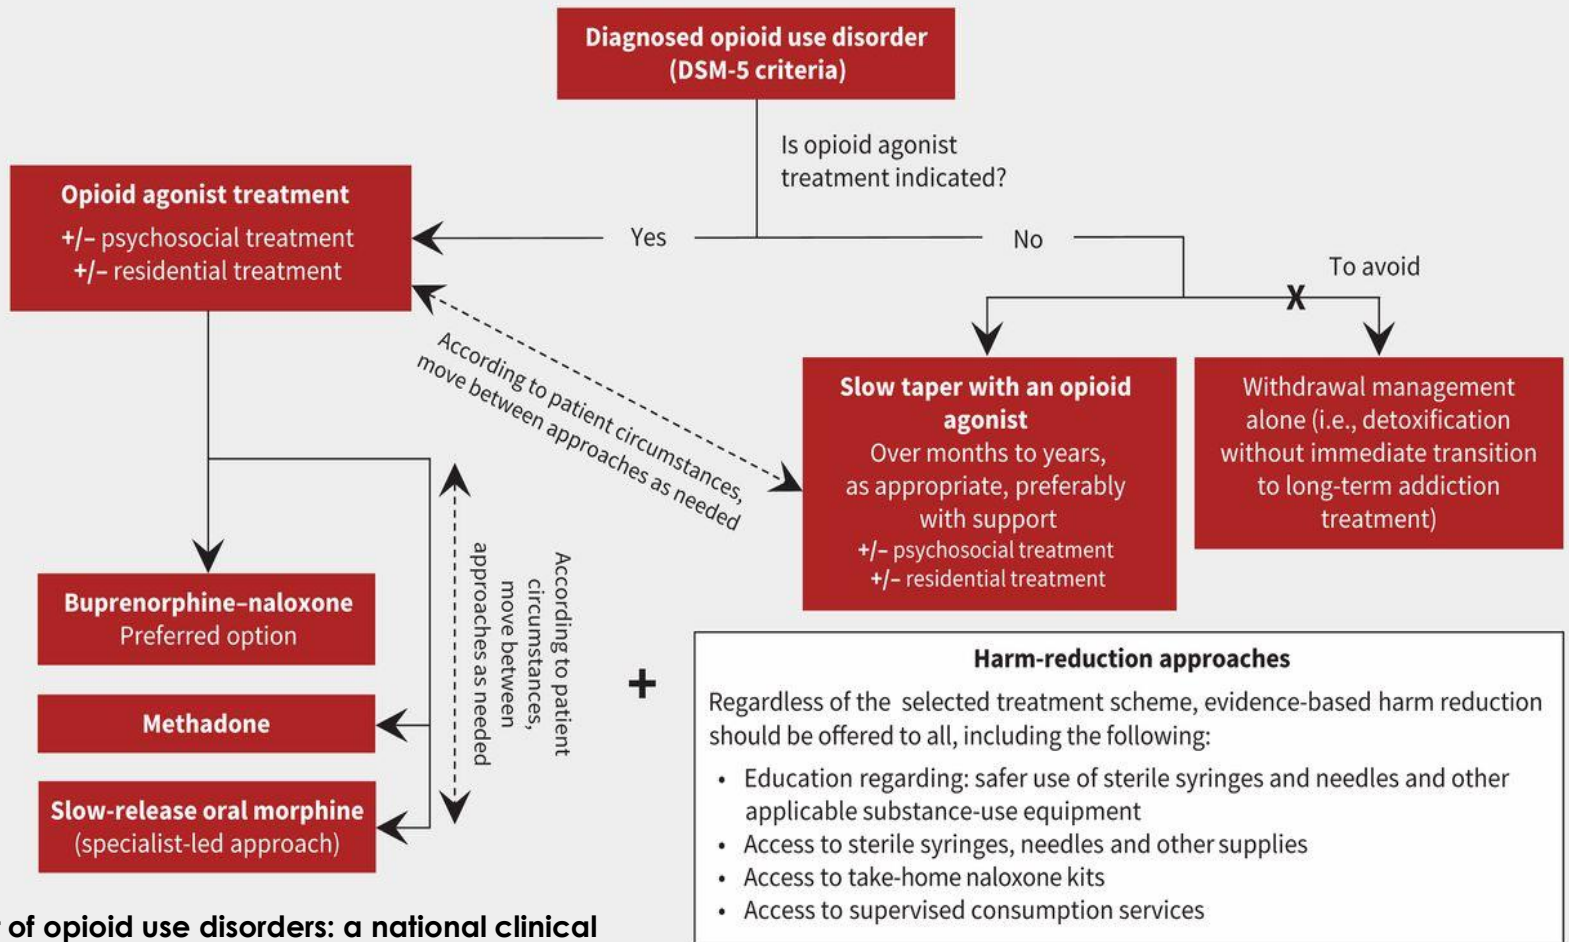 Diagnosed opioid use disorder
(DSM-5 criteria)
Is opioid agonist
treatment indicated?
Yes
No
To avoid
X
Opioid agonist treatment
+/– psychosocial treatment
+/– residential treatment
According to patient circumstances,
move between approaches as needed
Slow taper with an opioid
agonist
Over months to years,
as appropriate, preferably
with support
+/– psychosocial treatment
+/– residential treatment
Withdrawal management
alone (i.e., detoxification
without immediate transition
to long-term addiction
treatment)
Buprenorphine–naloxone
Preferred option
Methadone
Slow-release oral morphine
(specialist-led approach)
According to patient
circumstances,
move between
approaches as needed
+
Harm-reduction approaches
Regardless of the selected treatment scheme, evidence-based harm reduction
should be offered to all, including the following:
• Education regarding: safer use of sterile syringes and needles and other
applicable substance-use equipment
• Access to sterile syringes, needles and other supplies
• Access to take-home naloxone kits
• Access to supervised consumption services
of opioid use disorders: a national clinical